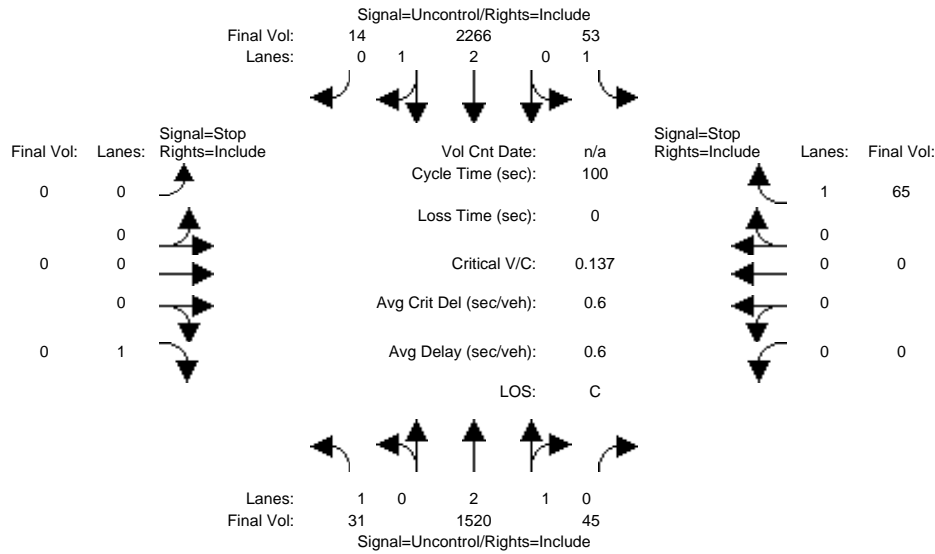 Signal=Uncontrol/Rights=Include
Final Vol: 14 2266 53
Lanes: 0 1 2 0 1
Signal=Stop
Final Vol: Lanes: Rights=Include
Vol Cnt Date: n/a
Signal=Stop
Rights=Include Lanes: Final Vol:
Cycle Time (sec): 100
0 0
1 65
Loss Time (sec): 0
0
0
0 0
Critical V/C: 0.137
0 0
0
Avg Crit Del (sec/veh): 0.6
0
0 1
Avg Delay (sec/veh): 0.6
0 0
LOS: C
Lanes: 1 0 2 1 0
Final Vol: 31 1520 45
Signal=Uncontrol/Rights=Include